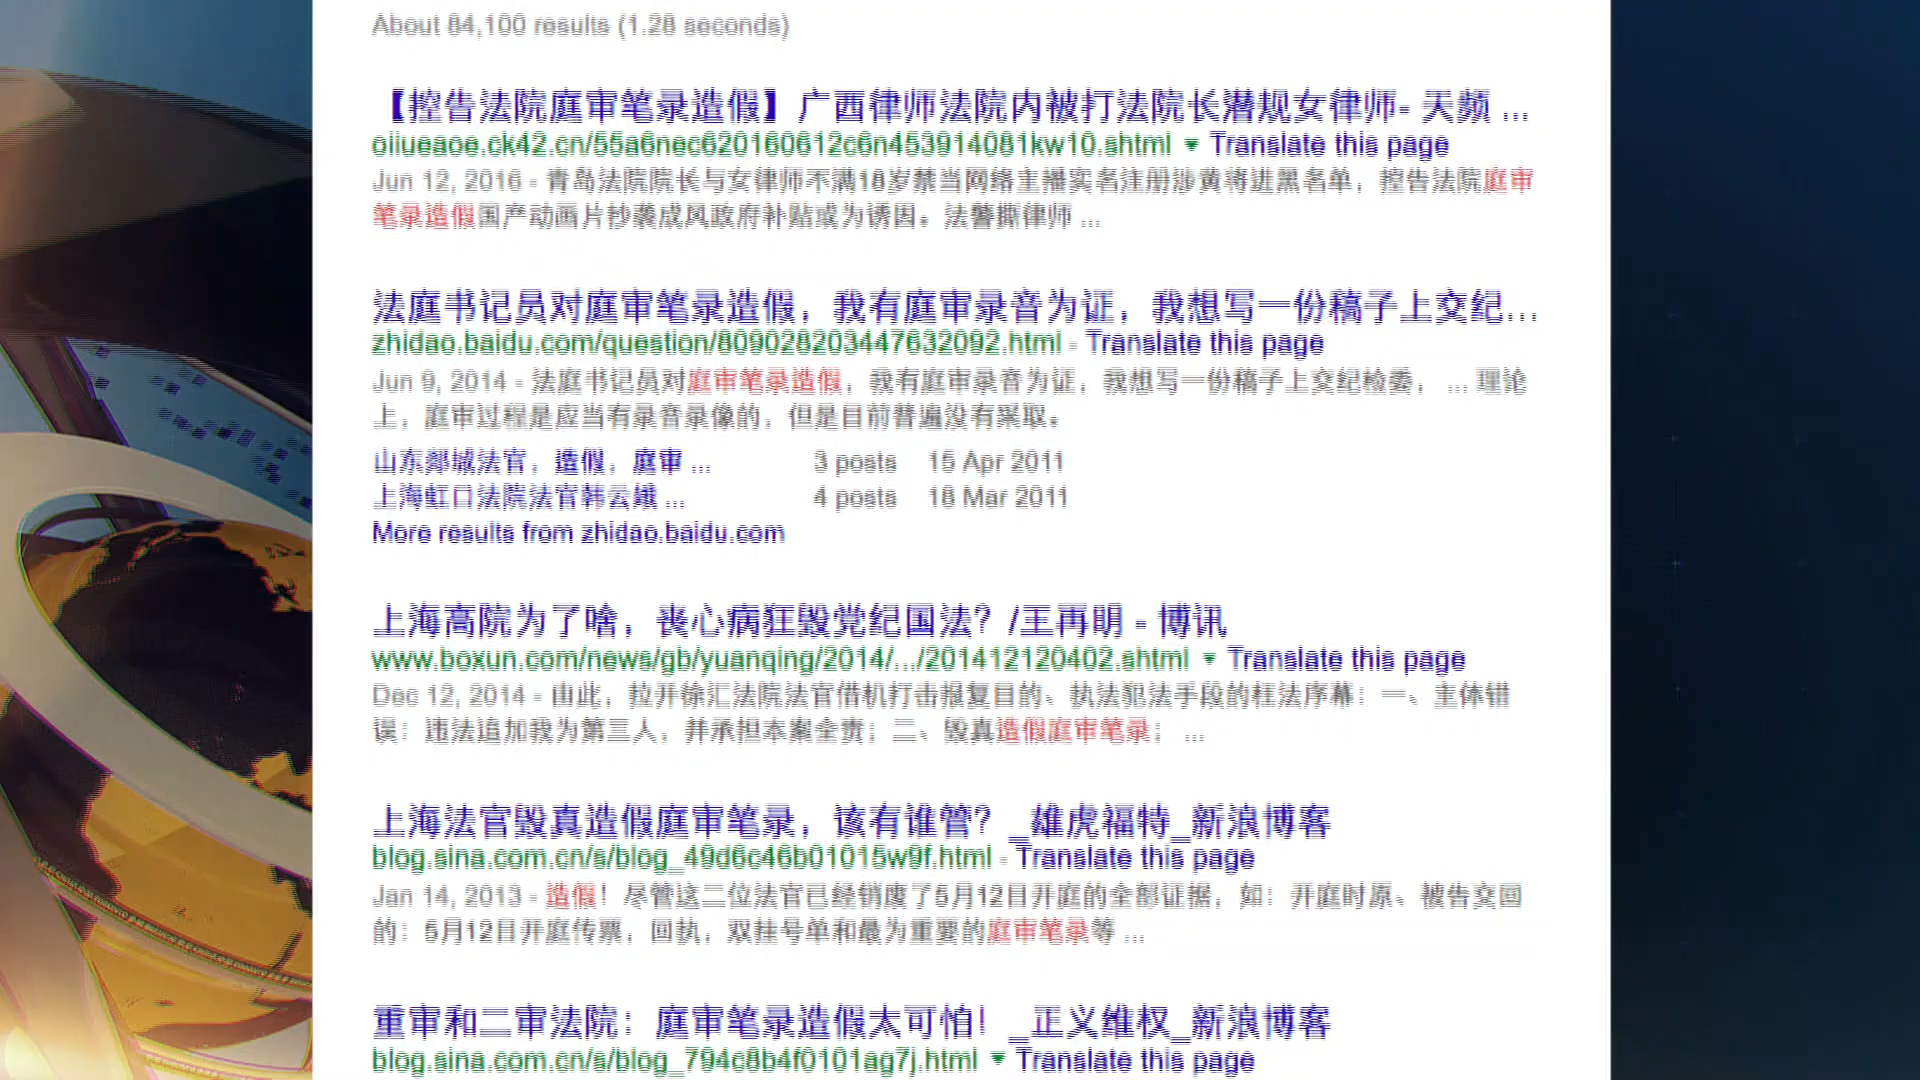 About 84,100 results (1.28 seconds)
【控告法院庭审笔录造假】广西律师法院内被打法院长潜规女律师- 天频 ...
oiiueaoe.ck42.cn/55a6nec620160612c6n453914081kw10.shtml ▼ Translate this page
Jun 12, 2016 - 青岛法院院长与女律师不满18岁禁当网络主播实名注册涉黄将进黑名单，控告法院庭审
笔录造假国产动画片抄袭成风政府补贴或为诱因。法警撕律师 ...
法庭书记员对庭审笔录造假，我有庭审录音为证，我想写一份稿子上交纪...
zhidao.baidu.com/question/809028203447632092.html - Translate this page
Jun 9, 2014 - 法庭书记员对庭审笔录造假，我有庭审录音为证，我想写一份稿子上交纪检委， ... 理论
上，庭审过程是应当有录音录像的，但是目前普遍没有采取。
山东郯城法官，造假，庭审 ... 3 posts 15 Apr 2011
上海虹口法院法官韩云娥 ... 4 posts 18 Mar 2011
More results from zhidao.baidu.com
上海高院为了啥，丧心病狂毁党纪国法？/王再明 - 博讯
www.boxun.com/news/gb/yuanqing/2014/.../201412120402.shtml ▼ Translate this page
Dec 12, 2014 - 由此，拉开徐汇法院法官借机打击报复目的、执法犯法手段的枉法序幕：一、主体错
误：违法追加我为第三人，并承担本案全责；二、毁真造假庭审笔录； ...
上海法官毁真造假庭审笔录，该有谁管？_雄虎福特_新浪博客
blog.sina.com.cn/s/blog_49d6c46b01015w9f.html - Translate this page
Jan 14, 2013 - 造假！尽管这二位法官已经销废了5月12日开庭的全部证据，如：开庭时原、被告交回
的：5月12日开庭传票，回执，双挂号单和最为重要的庭审笔录等 ...
重审和二审法院：庭审笔录造假太可怕！_正义维权_新浪博客
blog.sina.com.cn/s/blog_794c8b4f0101ag7j.html ▼ Translate this page